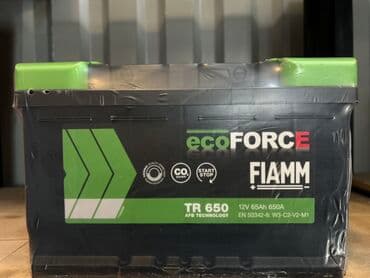 ecoFORCE
FIAMM
CO₂
START
STOP
TR 650
AFB TECHNOLOGY
12V 65Ah 650A
EN 50342-6: W3-C2-V2-M1